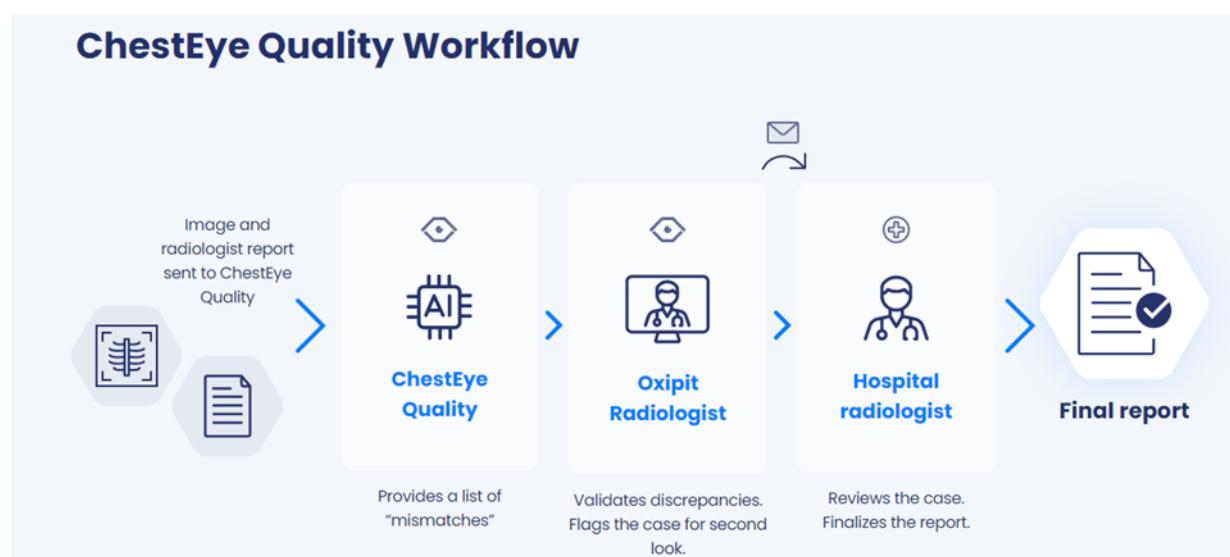 ChestEye Quality Workflow
Image and
radiologist report
sent to ChestEye
Quality
AI
ChestEye
Quality
Provides a list of
“mismatches”
Oxipit
Radiologist
Validates discrepancies.
Flags the case for second
look.
Hospital
radiologist
Reviews the case.
Finalizes the report.
Final report